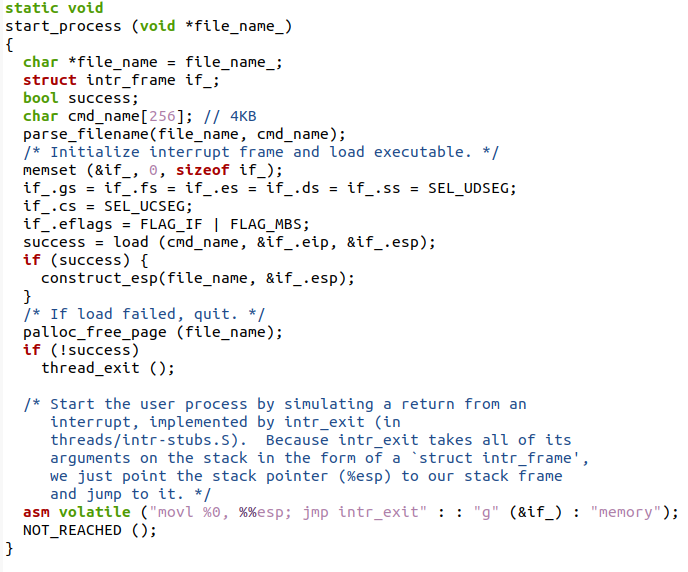 static void
start_process (void *file_name_)
{
  char *file_name = file_name_;
  struct intr_frame if_;
  bool success;
  char cmd_name[256]; // 4KB
  parse_filename(file_name, cmd_name);
  /* Initialize interrupt frame and load executable. */
  memset (&if_, 0, sizeof if_);
  if_.gs = if_.fs = if_.es = if_.ds = if_.ss = SEL_UDSEG;
  if_.cs = SEL_UCSEG;
  if_.eflags = FLAG_IF | FLAG_MBS;
  success = load (cmd_name, &if_.eip, &if_.esp);
  if (success) {
    construct_esp(file_name, &if_.esp);
  }
  /* If load failed, quit. */
  palloc_free_page (file_name);
  if (!success)
    thread_exit ();

  /* Start the user process by simulating a return from an
     interrupt, implemented by intr_exit (in
     threads/intr-stubs.S).  Because intr_exit takes all of its
     arguments on the stack in the form of a `struct intr_frame',
     we just point the stack pointer (%esp) to our stack frame
     and jump to it. */
  asm volatile ("movl %0, %%esp; jmp intr_exit" : : "g" (&if_) : "memory");
  NOT_REACHED ();
}